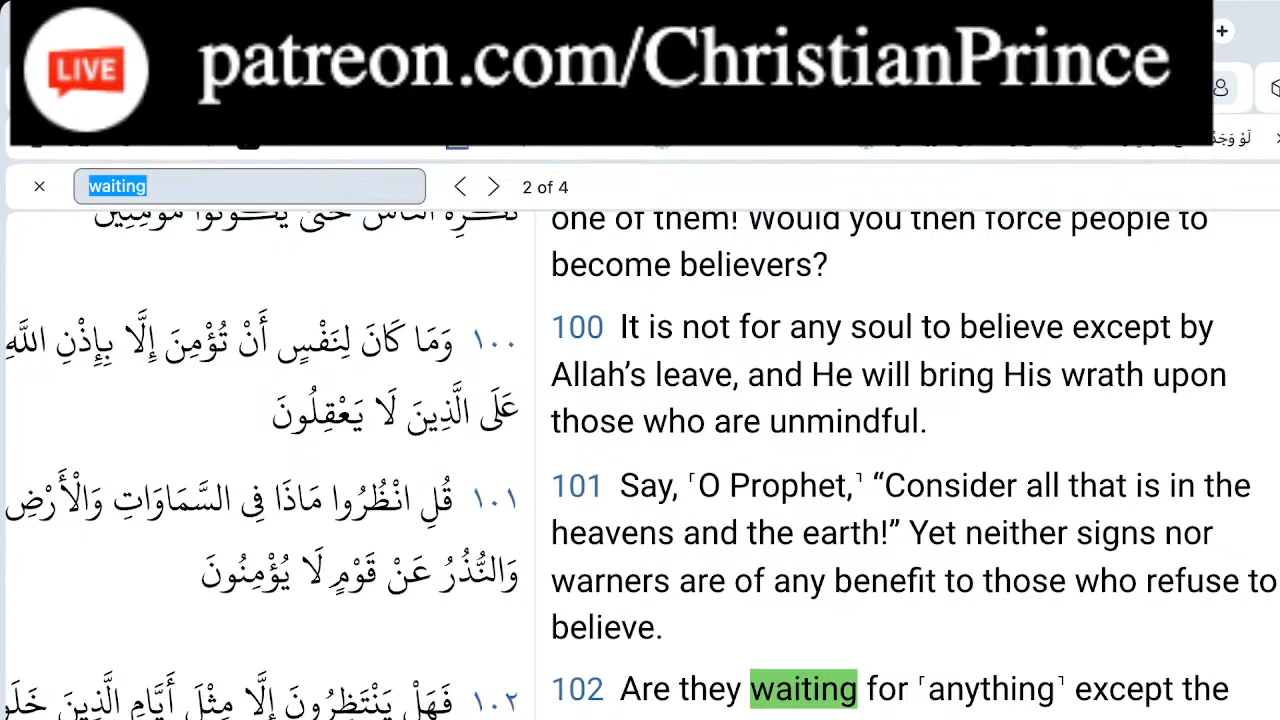 LIVE
patreon.com/ChristianPrince
waiting
2 of 4
one of them! Would you then force people to
become believers?
١٠٠ وَمَا كَانَ لِنَفْسٍ أَنْ تُؤْمِنَ إِلَّا بِإِذْنِ اللَّهِ
عَلَى الَّذِينَ لَا يَعْقِلُونَ
100 It is not for any soul to believe except by
Allah’s leave, and He will bring His wrath upon
those who are unmindful.
١٠١ قُلِ انْظُرُوا مَاذَا فِي السَّمَاوَاتِ وَالْأَرْضِ
وَالنُّذُرُ عَنْ قَوْمٍ لَا يُؤْمِنُونَ
101 Say, ˹O Prophet,˺ “Consider all that is in the
heavens and the earth!” Yet neither signs nor
warners are of any benefit to those who refuse to
believe.
١٠٢ فَهَلْ يَنْتَظِرُونَ إِلَّا مِثْلَ أَيَّامِ الَّذِينَ
102 Are they waiting for ˹anything˺ except the